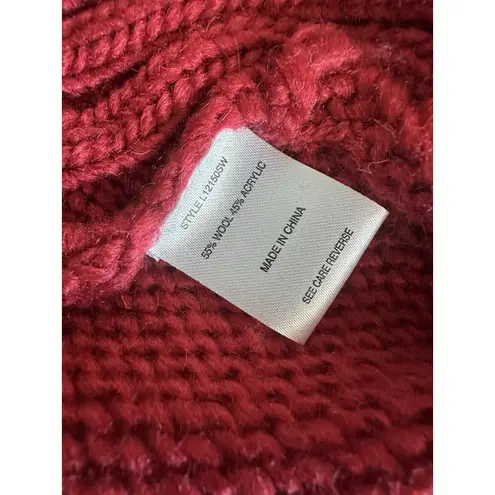 STYLE L12150SW
55% WOOL 45% ACRYLIC
MADE IN CHINA
SEE CARE REVERSE